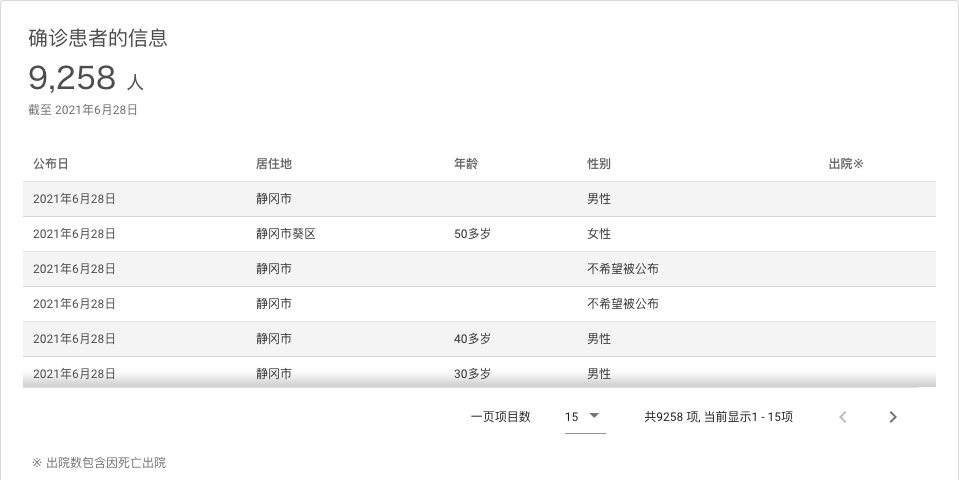 确诊患者的信息
9,258 人
截至 2021年6月28日
公布日 居住地 年龄 性别 出院※
2021年6月28日 静冈市 男性
2021年6月28日 静冈市葵区 50多岁 女性
2021年6月28日 静冈市 不希望被公布
2021年6月28日 静冈市 不希望被公布
2021年6月28日 静冈市 40多岁 男性
2021年6月28日 静冈市 30多岁 男性
一页项目数 15 共9258 项, 当前显示1 - 15项
※ 出院数包含因死亡出院